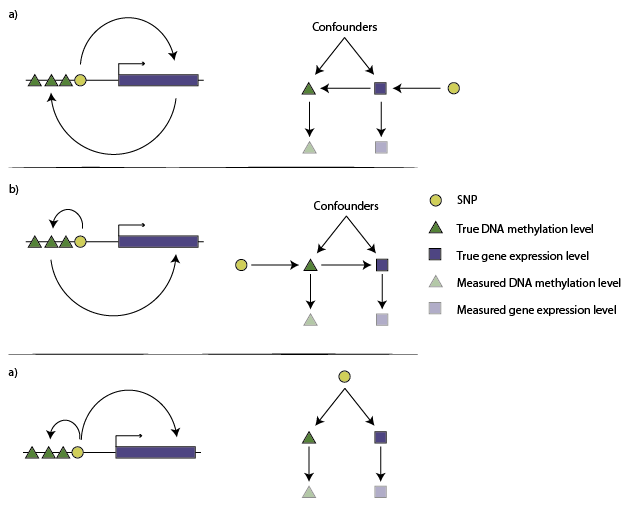 a)
Confounders
b)
Confounders
SNP
True DNA methylation level
True gene expression level
Measured DNA methylation level
Measured gene expression level
a)